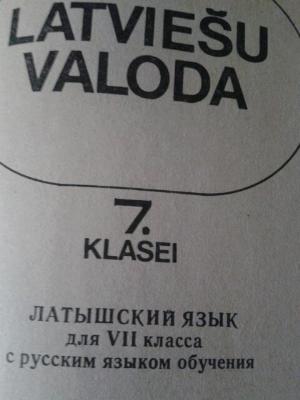 LATVIEŠU
VALODA
7.
KLASEI
ЛАТЫШСКИЙ ЯЗЫК
для VII класса
с русским языком обучения